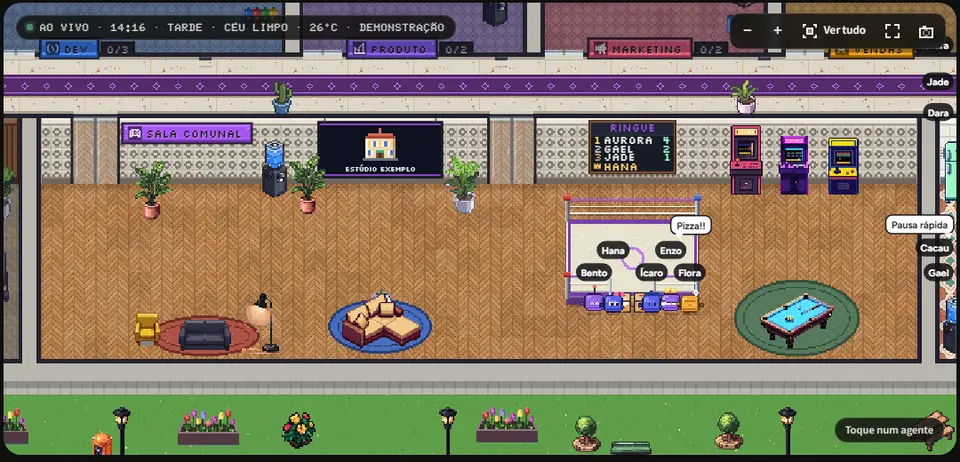 AO VIVO · 14:16 · TARDE · CÉU LIMPO · 26°C · DEMONSTRAÇÃO
− + Ver tudo
DEV 0/3
PRODUTO 0/2
MARKETING 0/2
VENDAS
Jade
Dara
SALA COMUNAL
ESTÚDIO EXEMPLO
RINGUE
1 AURORA 4
2 GAEL 2
3 JADE 1
W HANA
Pizza!!
Pausa rápida
Hana
Enzo
Cacau
Bento
Ícaro
Flora
Gael
Toque num agente